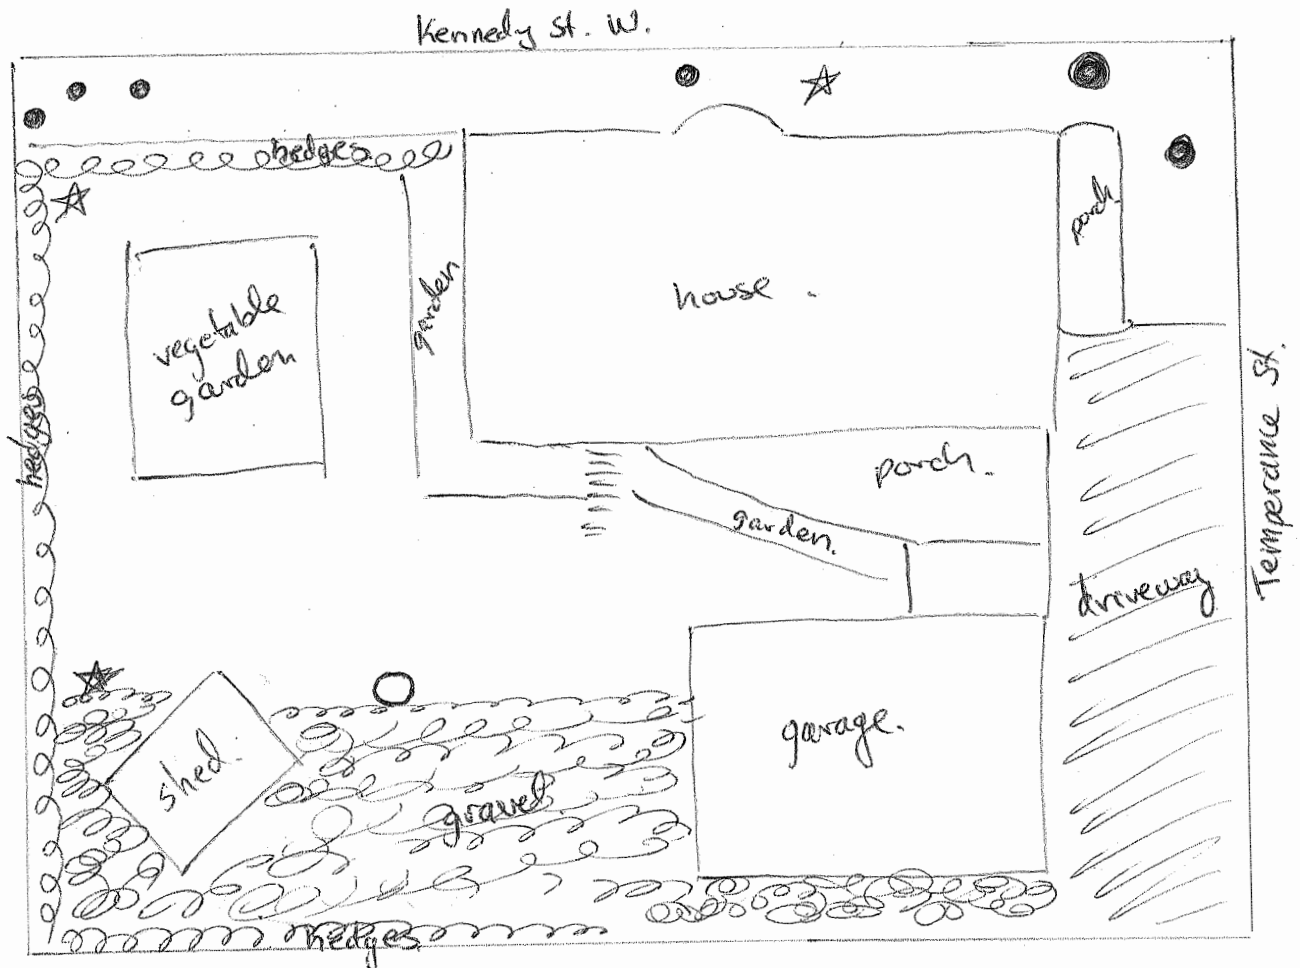 Kennedy St. W.
hedges
porch.
garden
house.
vegetable
garden
hedges
Temperance St.
porch.
garden.
driveway
shed.
garage.
gravel
hedges